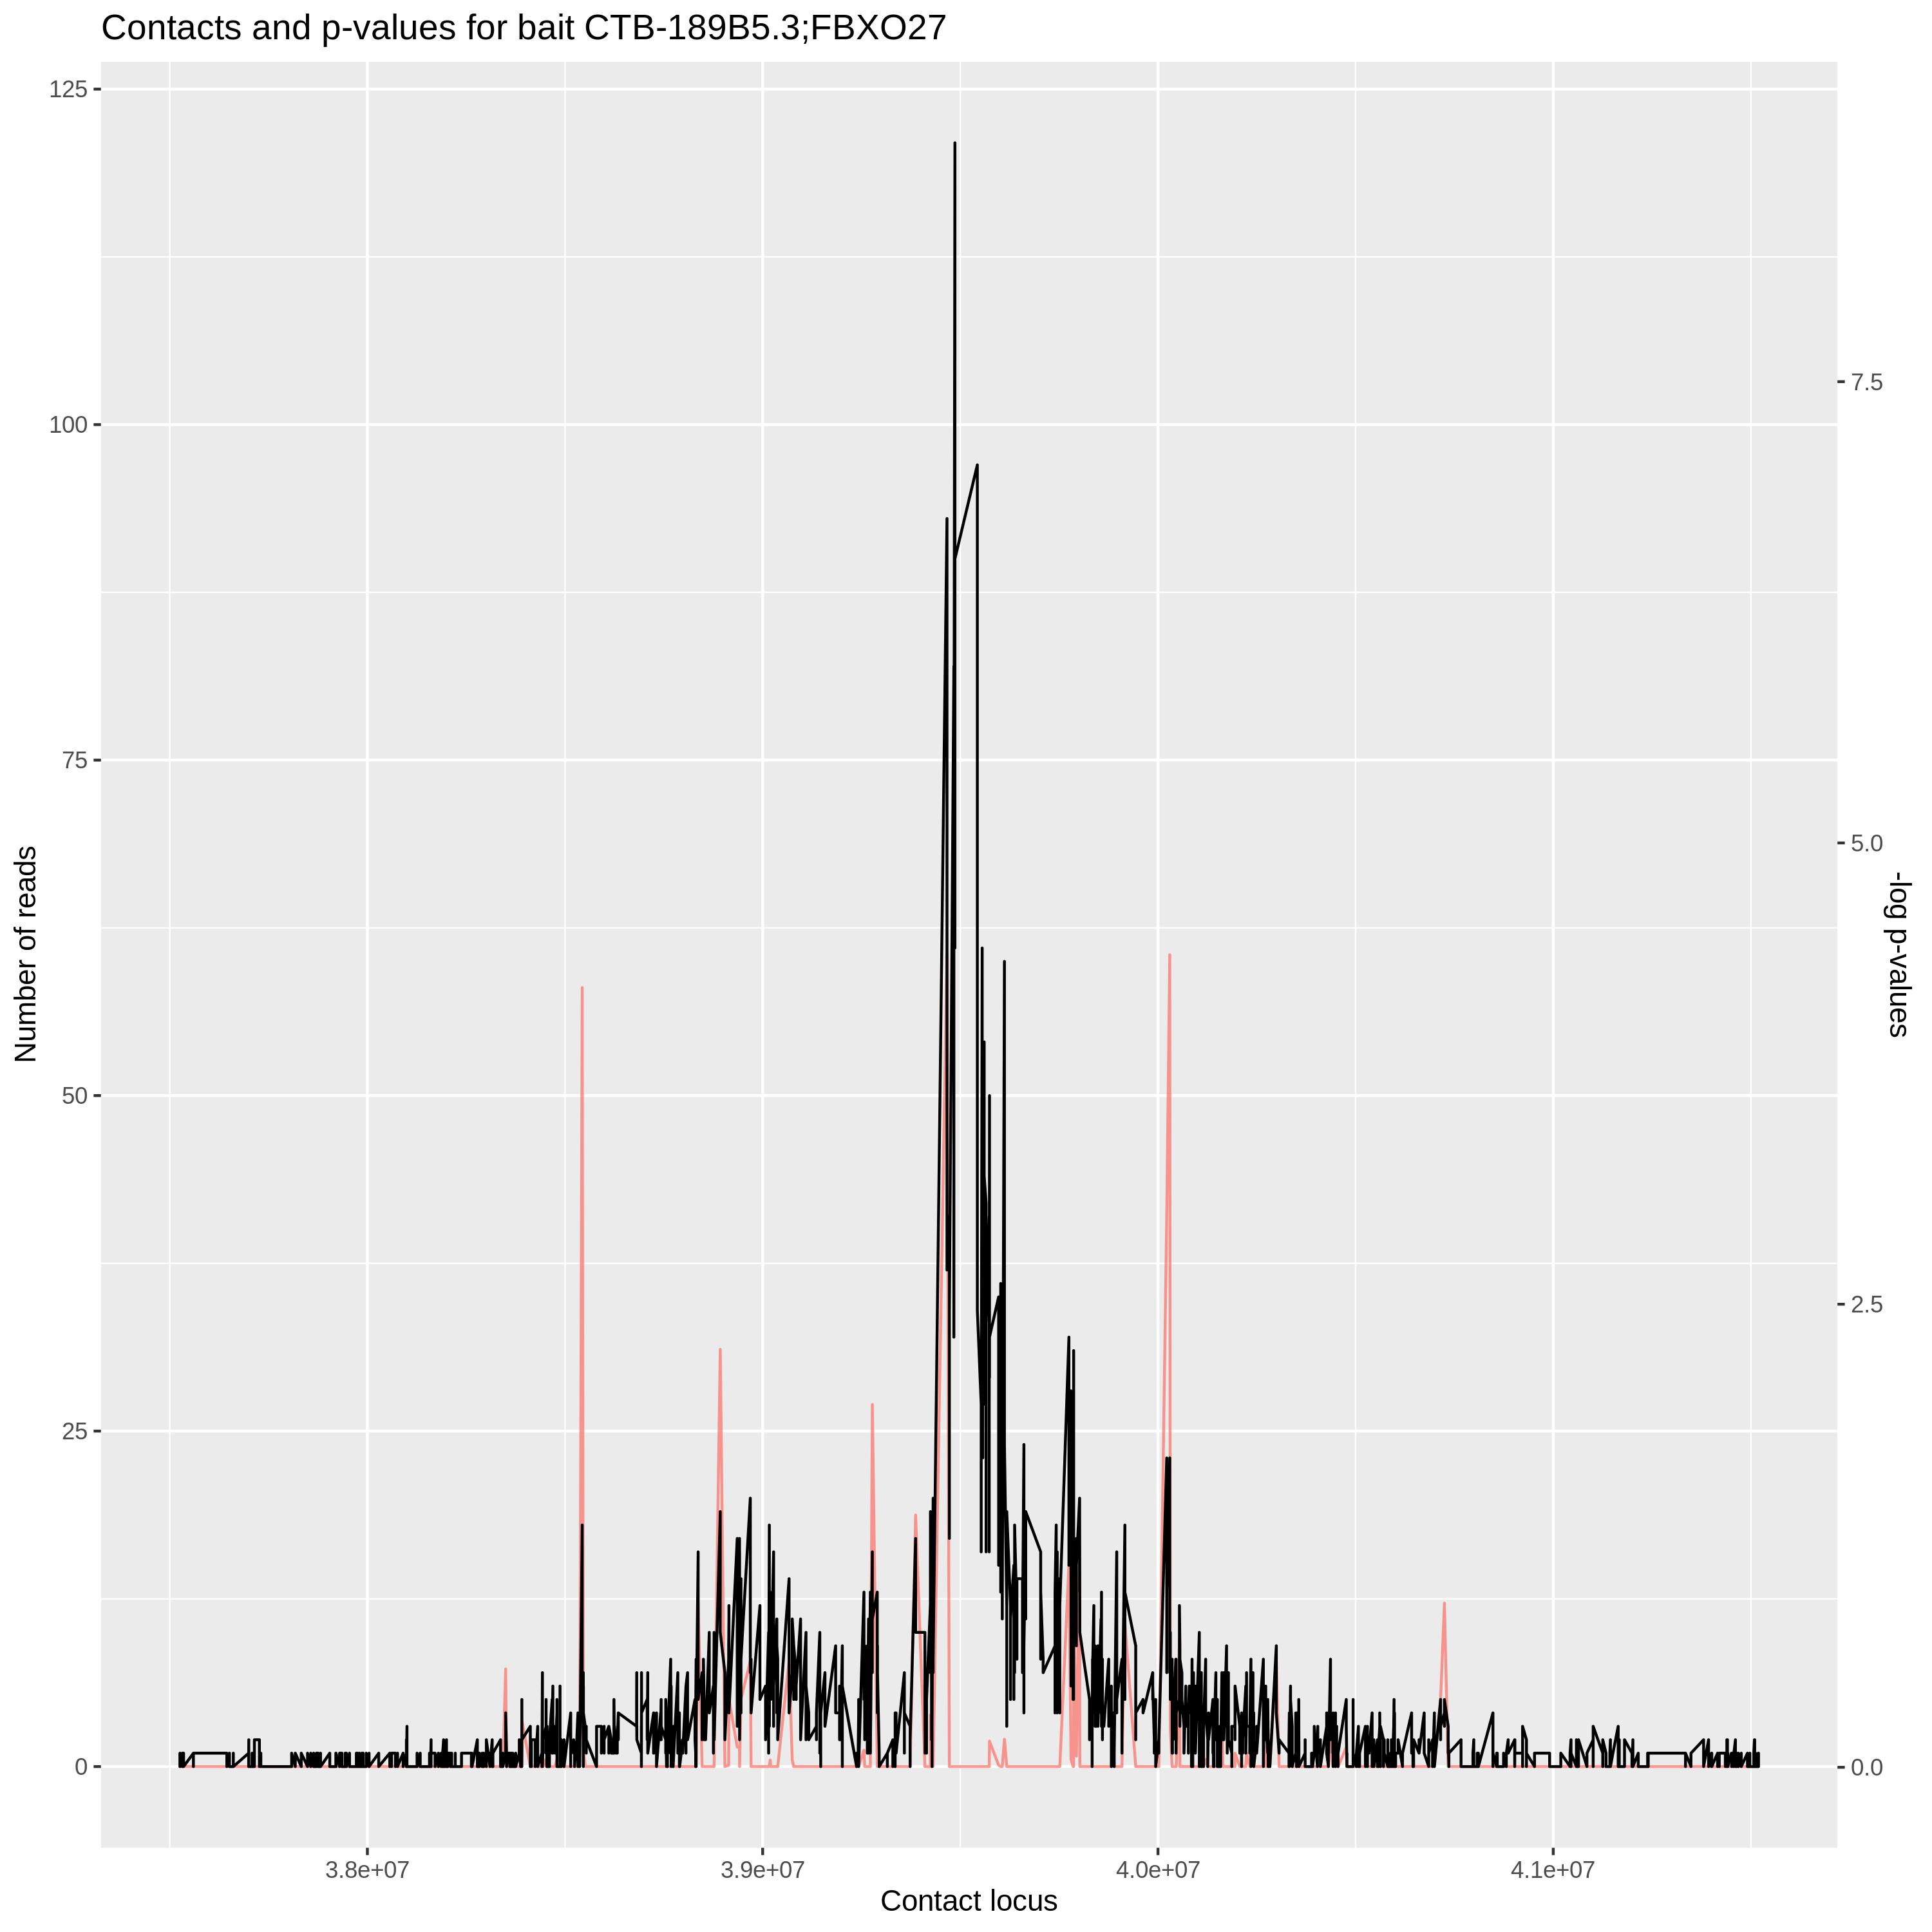 Contacts and p-values for bait CTB-189B5.3;FBXO27
125
100
75
50
25
0
Number of reads
7.5
5.0
2.5
0.0
-log p-values
3.8e+07 3.9e+07 4.0e+07 4.1e+07
Contact locus